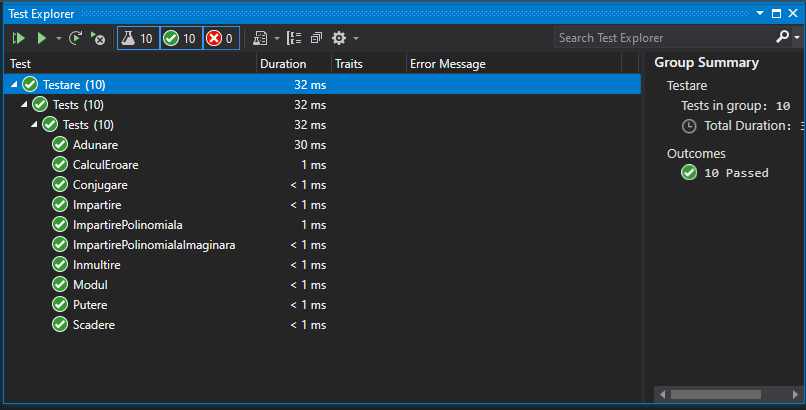 Test Explorer
10 10 0 Search Test Explorer
Test Duration Traits Error Message
Testare (10) 32 ms
Tests (10) 32 ms
Tests (10) 32 ms
Adunare 30 ms
CalculEroare 1 ms
Conjugare < 1 ms
Impartire < 1 ms
ImpartirePolinomiala 1 ms
ImpartirePolinomialaImaginara < 1 ms
Inmultire < 1 ms
Modul < 1 ms
Putere < 1 ms
Scadere < 1 ms
Group Summary
Testare
Tests in group: 10
Total Duration:
Outcomes
10 Passed